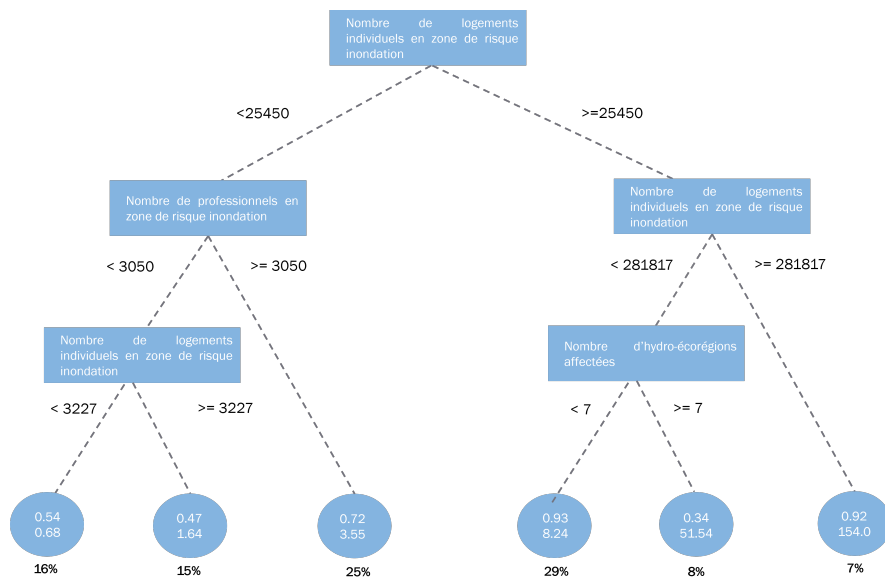 Nombre de logements
individuels en zone de risque
inondation
<25450
>=25450
Nombre de professionnels en
zone de risque inondation
Nombre de logements
individuels en zone de risque
inondation
< 3050
>= 3050
< 281817
>= 281817
Nombre de logements
individuels en zone de risque
inondation
Nombre d'hydro-écorégions
affectées
< 3227
>= 3227
< 7
>= 7
0.54
0.68
0.47
1.64
0.72
3.55
0.93
8.24
0.34
51.54
0.92
154.0
16%
15%
25%
29%
8%
7%